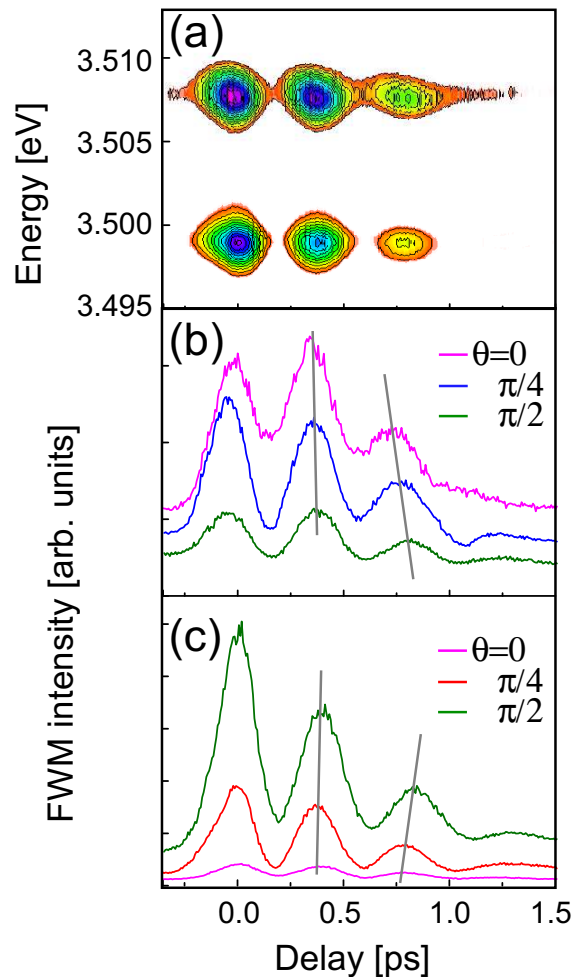 (a)
3.510
3.505
3.500
3.495
Energy [eV]
(b)
θ=0
π/4
π/2
(c)
θ=0
π/4
π/2
FWM intensity [arb. units]
0.0 0.5 1.0 1.5
Delay [ps]